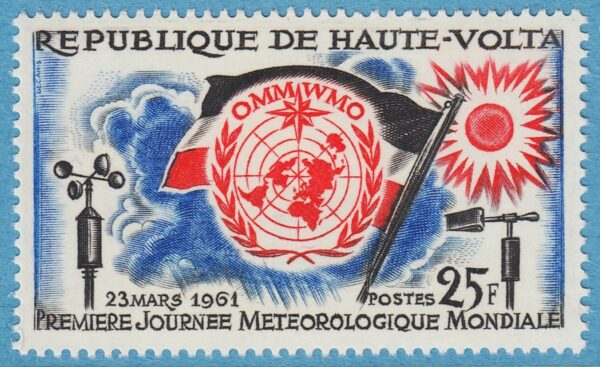 REPUBLIQUE DE HAUTE-VOLTA
OMM WMO
23 MARS 1961
POSTES 25F
PREMIERE JOURNEE METEOROLOGIQUE MONDIALE